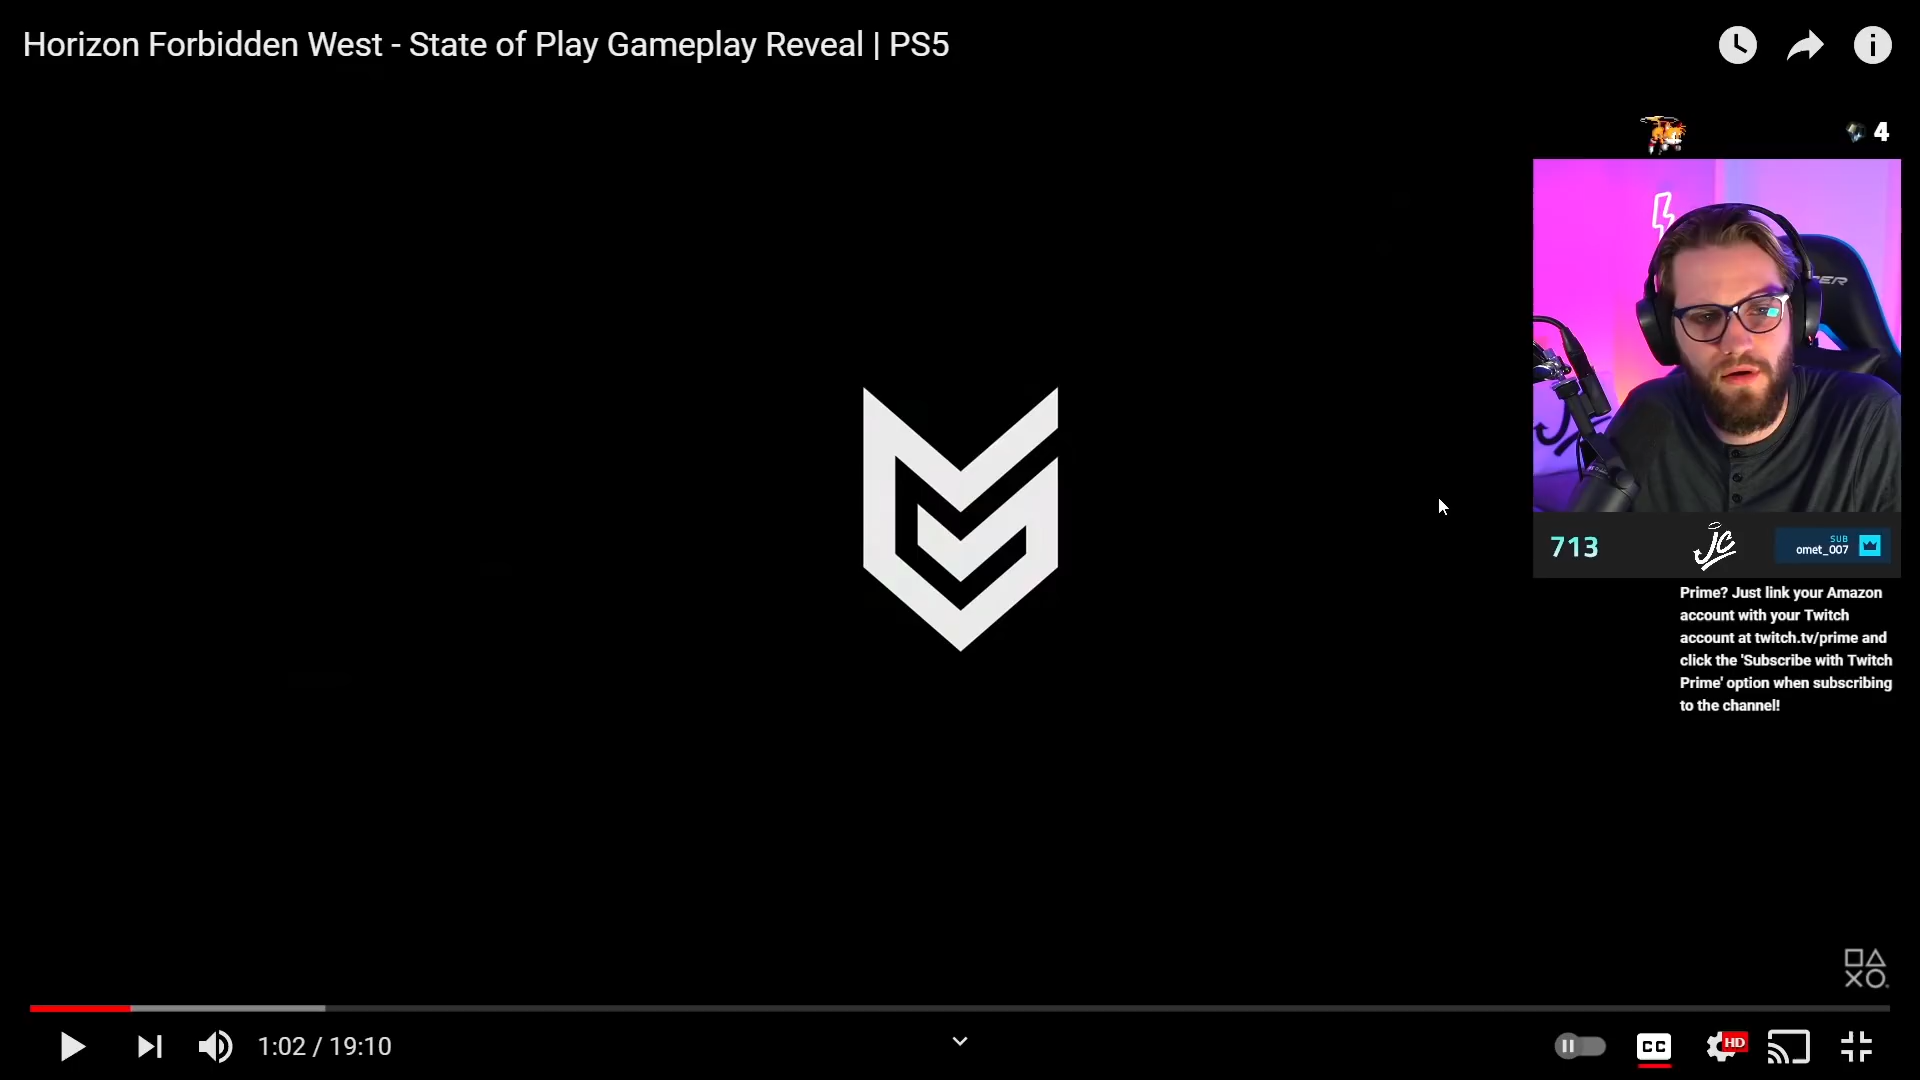 Horizon Forbidden West - State of Play Gameplay Reveal | PS5
4
713
JC
SUB
omet_007
Prime? Just link your Amazon
account with your Twitch
account at twitch.tv/prime and
click the 'Subscribe with Twitch
Prime' option when subscribing
to the channel!
1:02 / 19:10
CC
HD